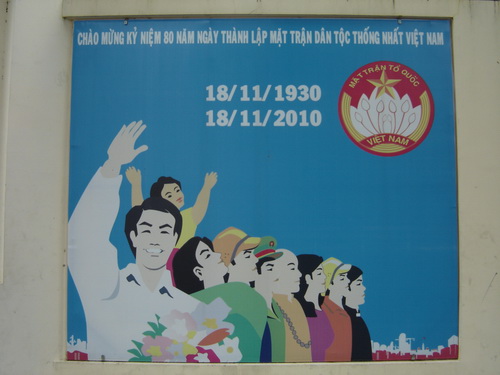 CHÀO MỪNG KỶ NIỆM 80 NĂM NGÀY THÀNH LẬP MẶT TRẬN DÂN TỘC THỐNG NHẤT VIỆT NAM
18/11/1930
18/11/2010
MẶT TRẬN TỔ QUỐC
VIỆT NAM